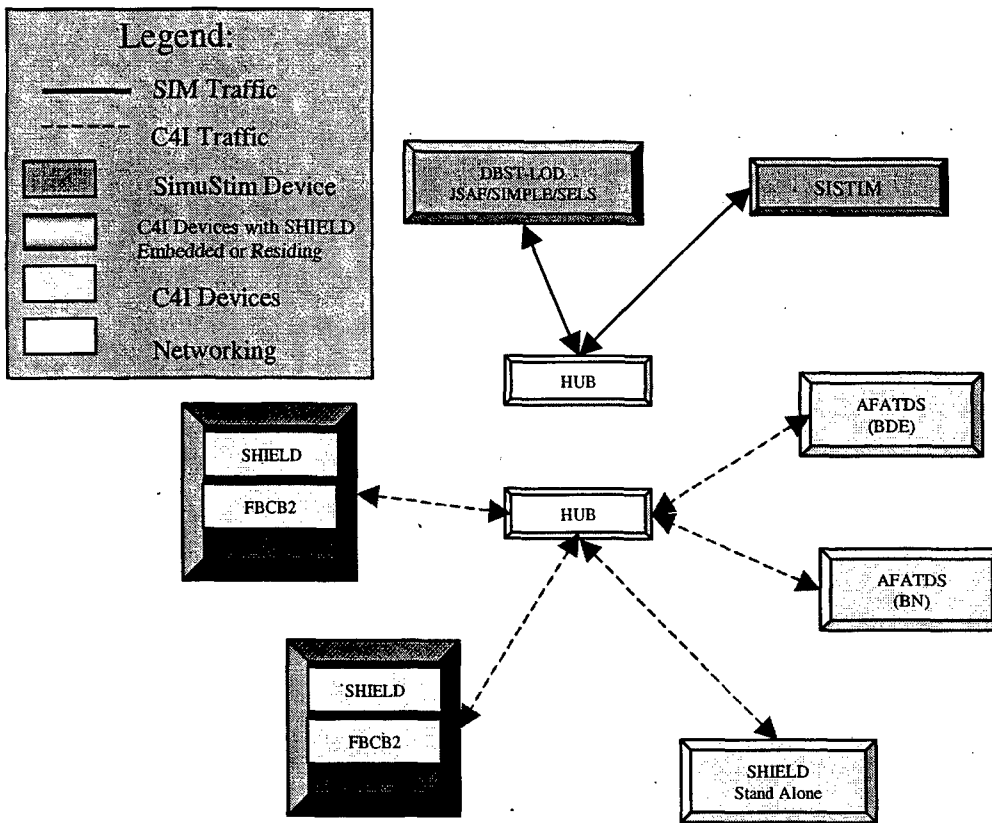 Legend:
SIM Traffic
C4I Traffic
SimuStim Device
C4I Devices with SHIELD
Embedded or Residing
C4I Devices
Networking
DBST-LOD
JSAF/SIMPLE/SELS
SISTIM
HUB
AFATDS
(BDE)
SHIELD
FBCB2
HUB
AFATDS
(BN)
SHIELD
FBCB2
SHIELD
Stand Alone